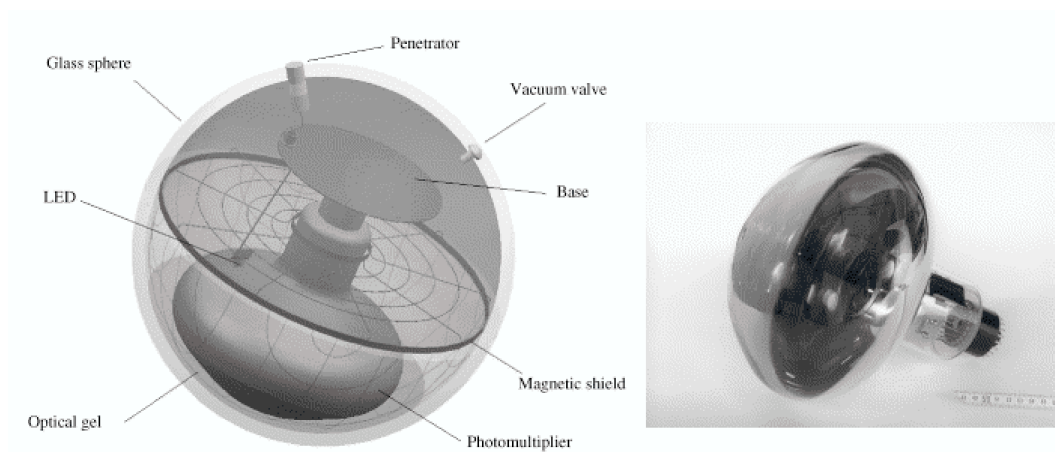 Penetrator
Glass sphere
Vacuum valve
LED
Base
Magnetic shield
Optical gel
Photomultiplier